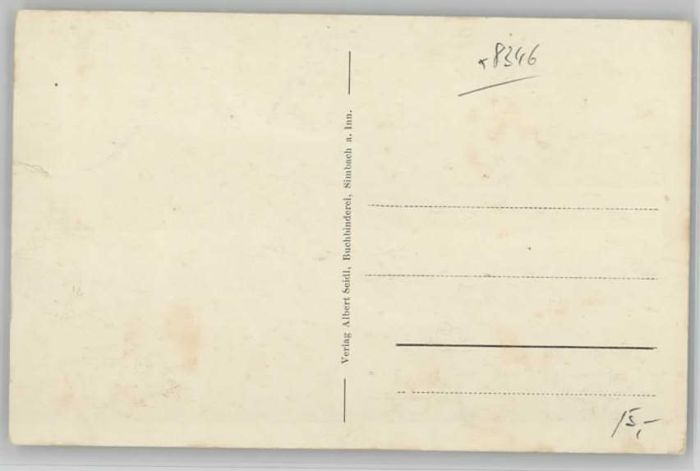 *8346
Verlag Albert Seidl, Buchbinderei, Simbach a. Inn.
15,-